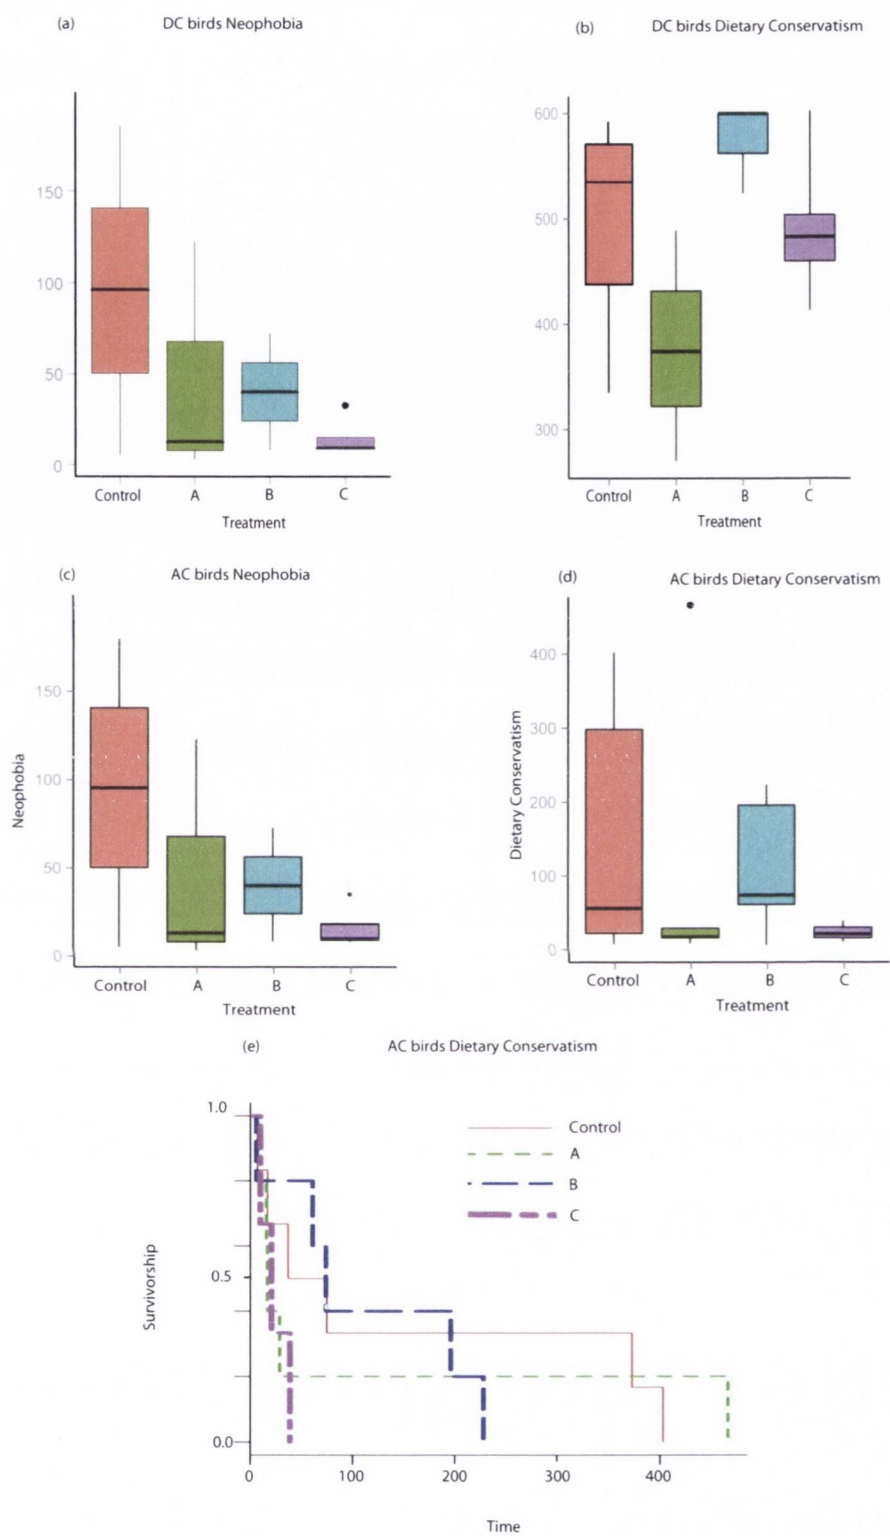 (a) DC birds Neophobia
150
100
50
0
Control A B C
Treatment
(b) DC birds Dietary Conservatism
600
500
400
300
Control A B C
Treatment
(c) AC birds Neophobia
Neophobia
150
100
50
0
Control A B C
Treatment
(d) AC birds Dietary Conservatism
Dietary Conservatism
400
300
200
100
0
Control A B C
Treatment
(e) AC birds Dietary Conservatism
Survivorship
1.0
0.5
0.0
Control
A
B
C
0 100 200 300 400
Time